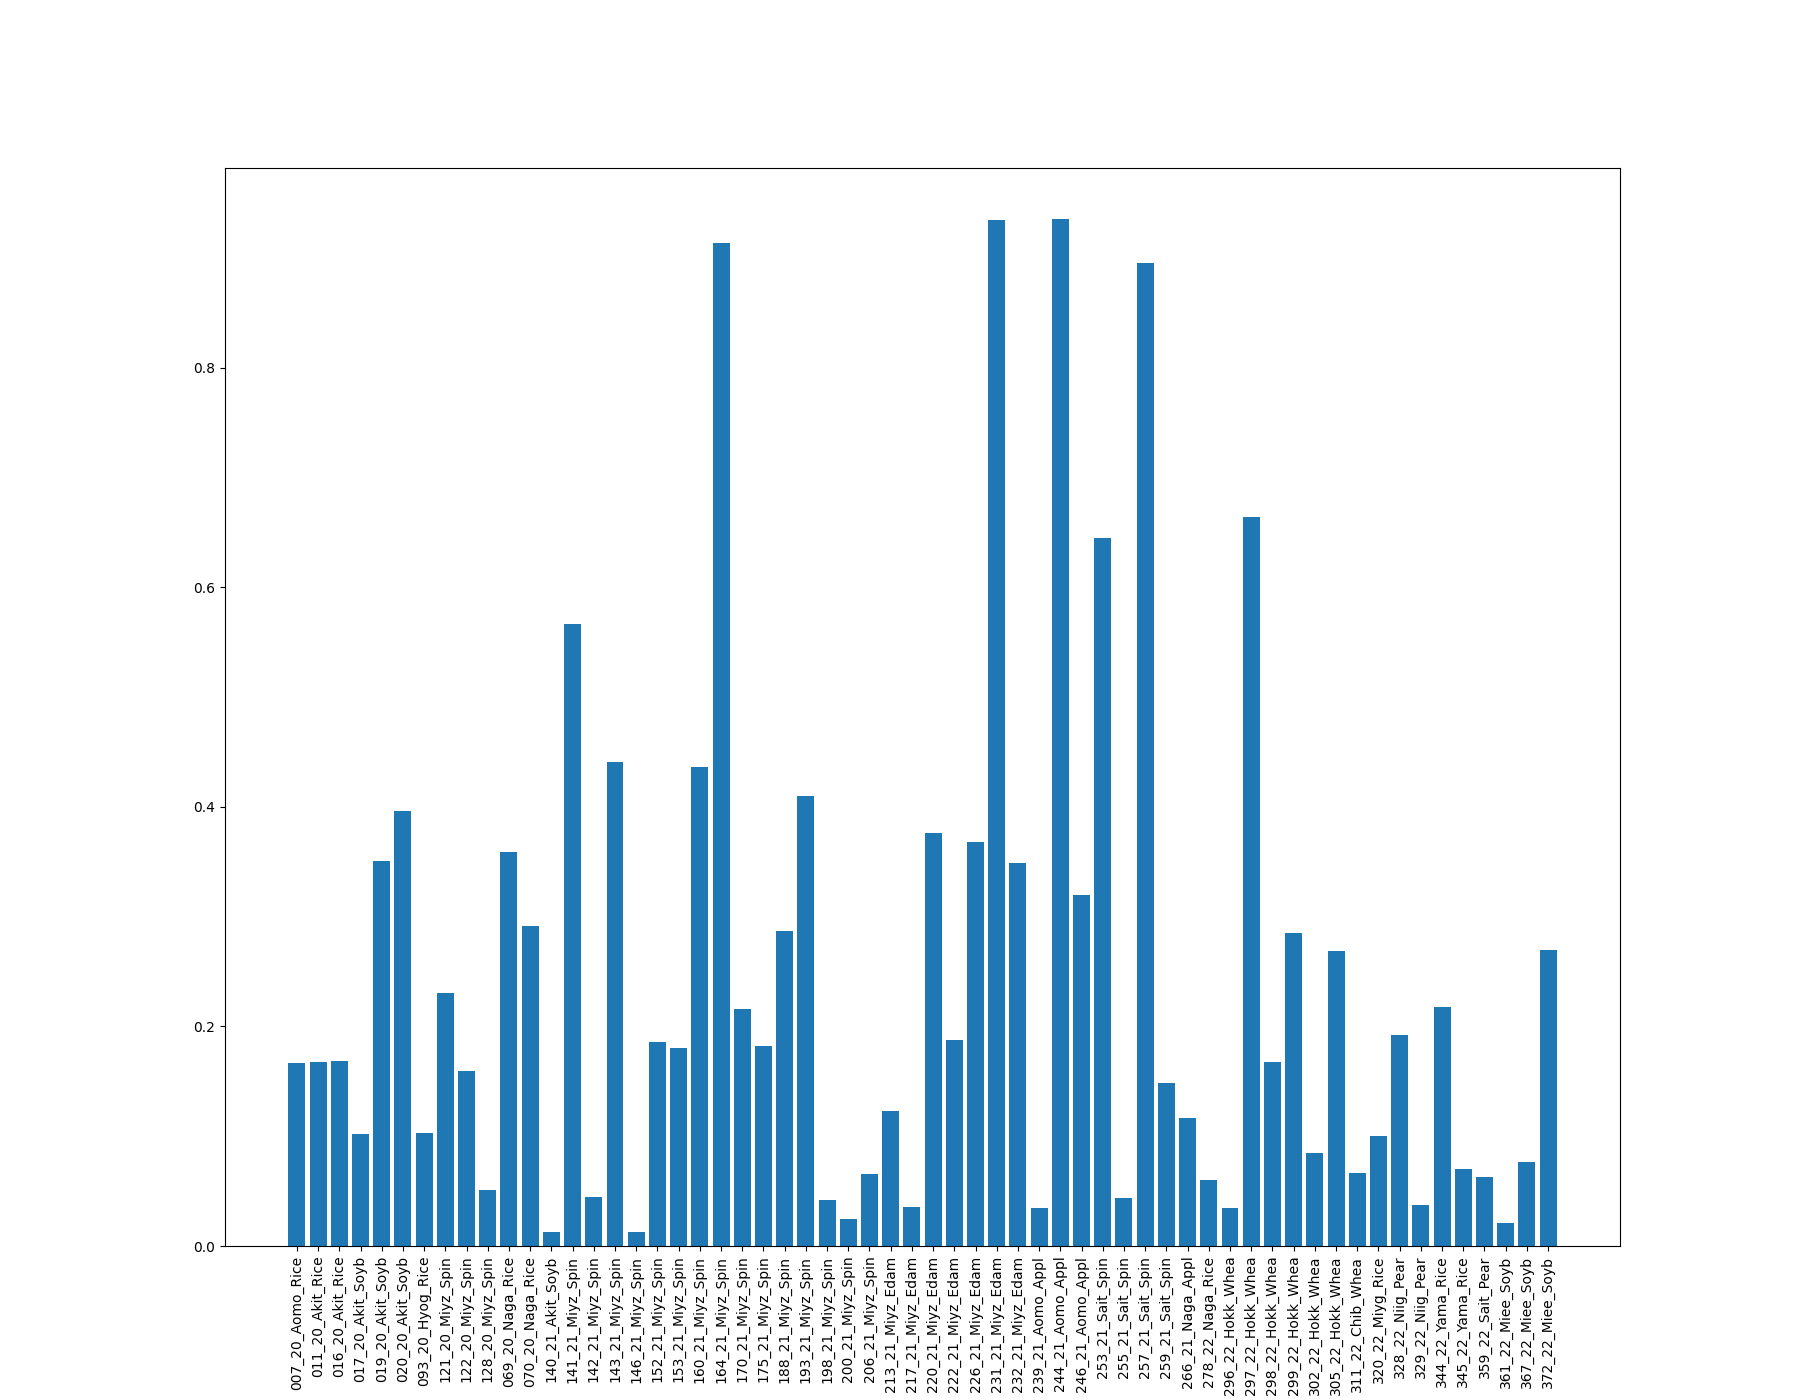 0.8
0.6
0.4
0.2
0.0
007_20_Aomo_Rice
011_20_Akit_Rice
016_20_Akit_Rice
017_20_Akit_Soyb
019_20_Akit_Soyb
020_20_Akit_Soyb
093_20_Hyog_Rice
121_20_Miyz_Spin
122_20_Miyz_Spin
128_20_Miyz_Spin
069_20_Naga_Rice
070_20_Naga_Rice
140_21_Akit_Soyb
141_21_Miyz_Spin
142_21_Miyz_Spin
143_21_Miyz_Spin
146_21_Miyz_Spin
152_21_Miyz_Spin
153_21_Miyz_Spin
160_21_Miyz_Spin
164_21_Miyz_Spin
170_21_Miyz_Spin
175_21_Miyz_Spin
188_21_Miyz_Spin
193_21_Miyz_Spin
198_21_Miyz_Spin
200_21_Miyz_Spin
206_21_Miyz_Spin
213_21_Miyz_Edam
217_21_Miyz_Edam
220_21_Miyz_Edam
222_21_Miyz_Edam
226_21_Miyz_Edam
231_21_Miyz_Edam
232_21_Miyz_Edam
239_21_Aomo_Appl
244_21_Aomo_Appl
246_21_Aomo_Appl
253_21_Sait_Spin
255_21_Sait_Spin
257_21_Sait_Spin
259_21_Sait_Spin
266_21_Naga_Appl
278_22_Naga_Rice
296_22_Hokk_Whea
297_22_Hokk_Whea
298_22_Hokk_Whea
299_22_Hokk_Whea
302_22_Hokk_Whea
305_22_Hokk_Whea
311_22_Chib_Whea
320_22_Miyg_Rice
328_22_Niig_Pear
329_22_Niig_Pear
344_22_Yama_Rice
345_22_Yama_Rice
359_22_Sait_Pear
361_22_Miee_Soyb
367_22_Miee_Soyb
372_22_Miee_Soyb